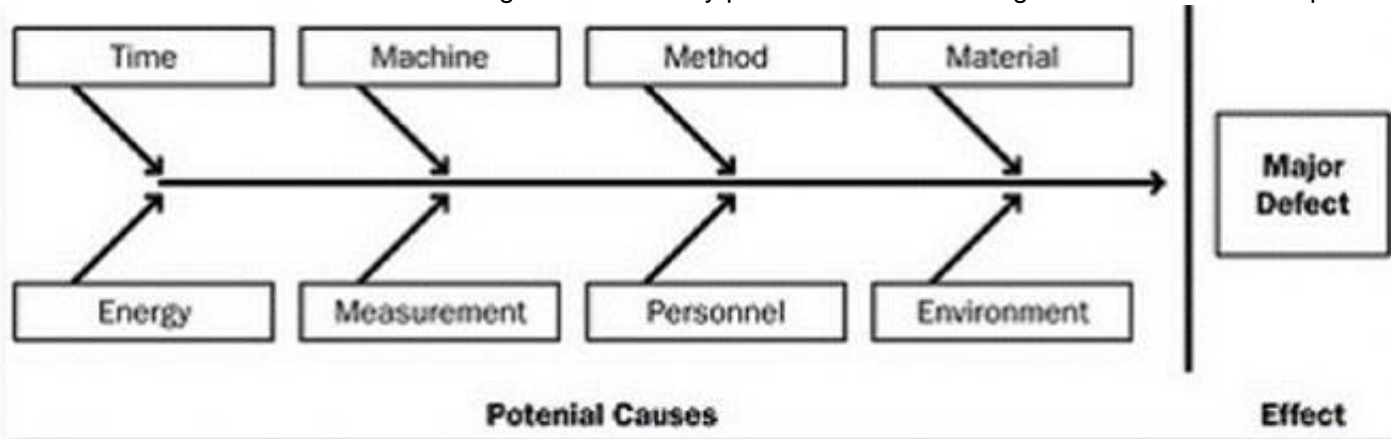 Time
Machine
Method
Material
Major
Defect
Energy
Measurement
Personnel
Environment
Potenial Causes
Effect